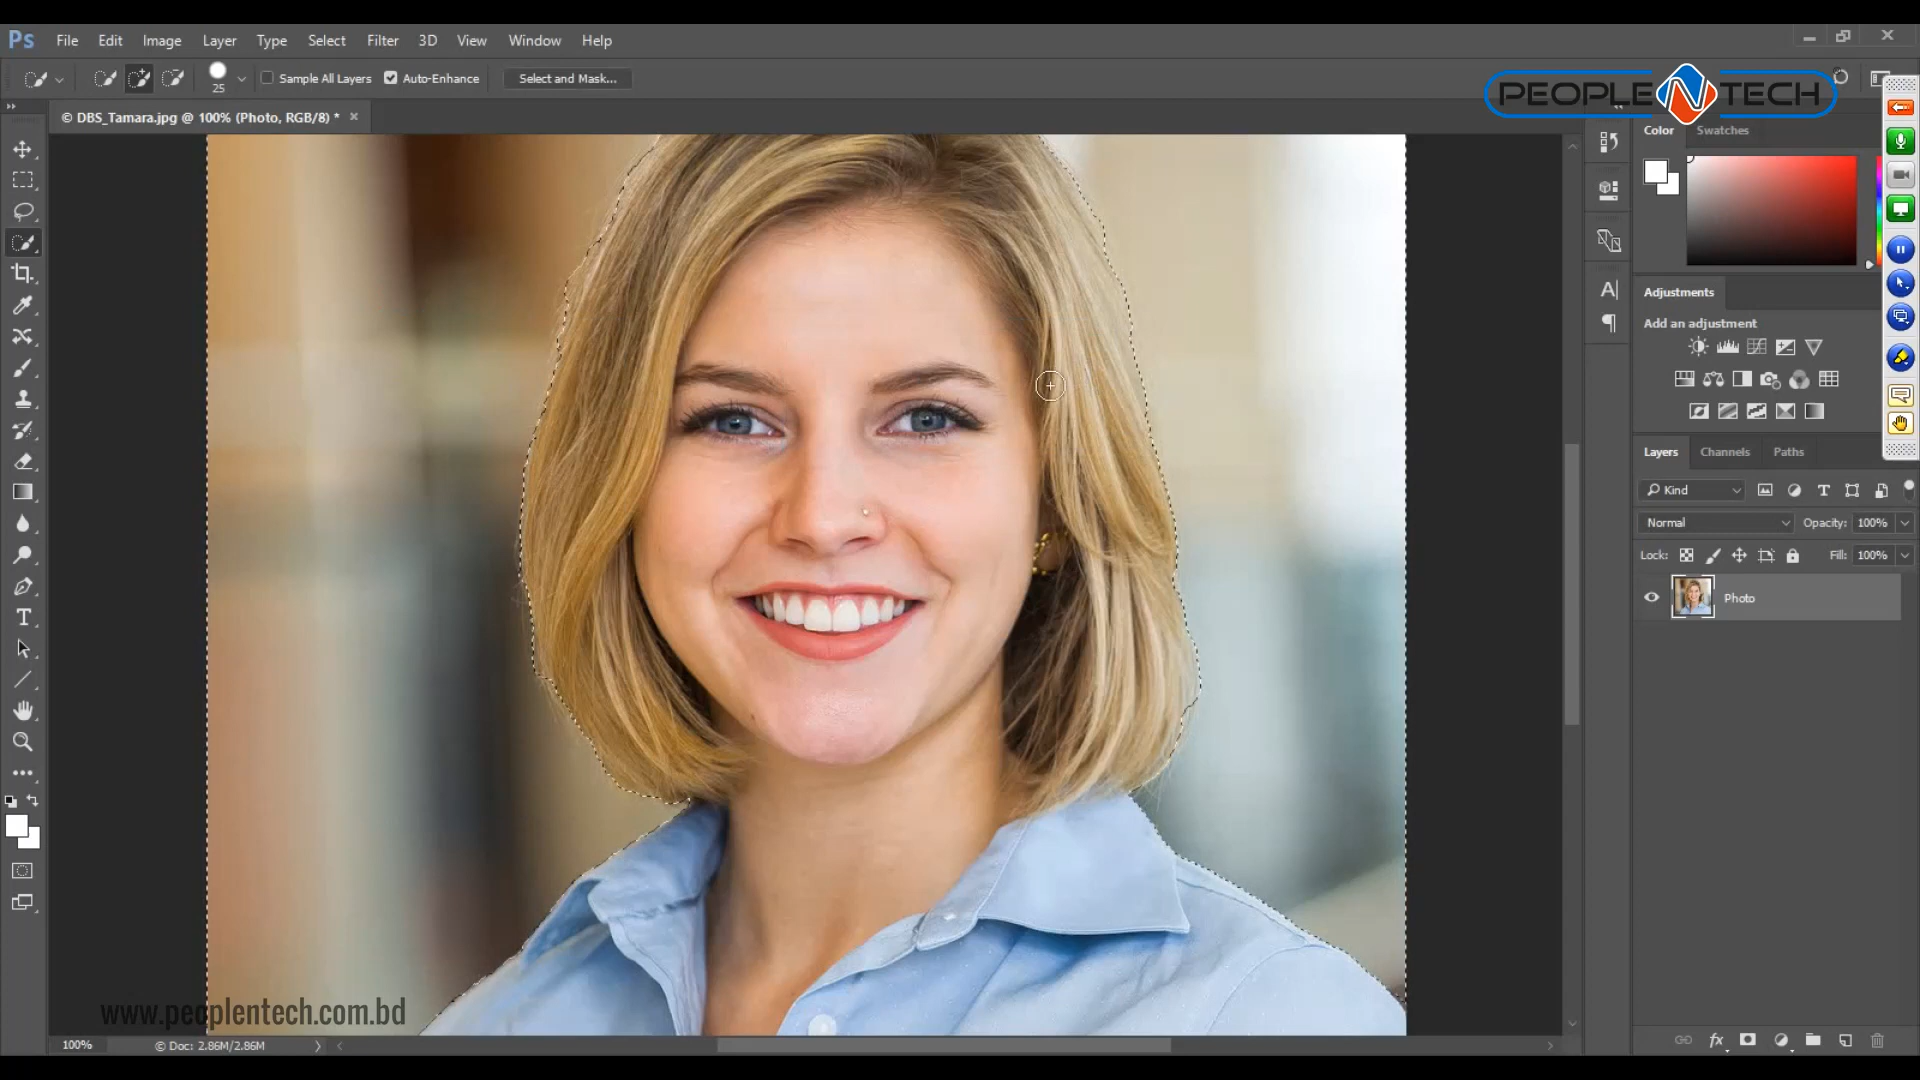 Ps File Edit Image Layer Type Select Filter 3D View Window Help
25 Sample All Layers Auto-Enhance Select and Mask...
PEOPLE N TECH
© DBS_Tamara.jpg @ 100% (Photo, RGB/8) *
Color Swatches
Adjustments
Add an adjustment
Layers Channels Paths
Kind
Normal Opacity: 100%
Lock: Fill: 100%
Photo
www.peoplentech.com.bd
100% © Doc: 2.86M/2.86M